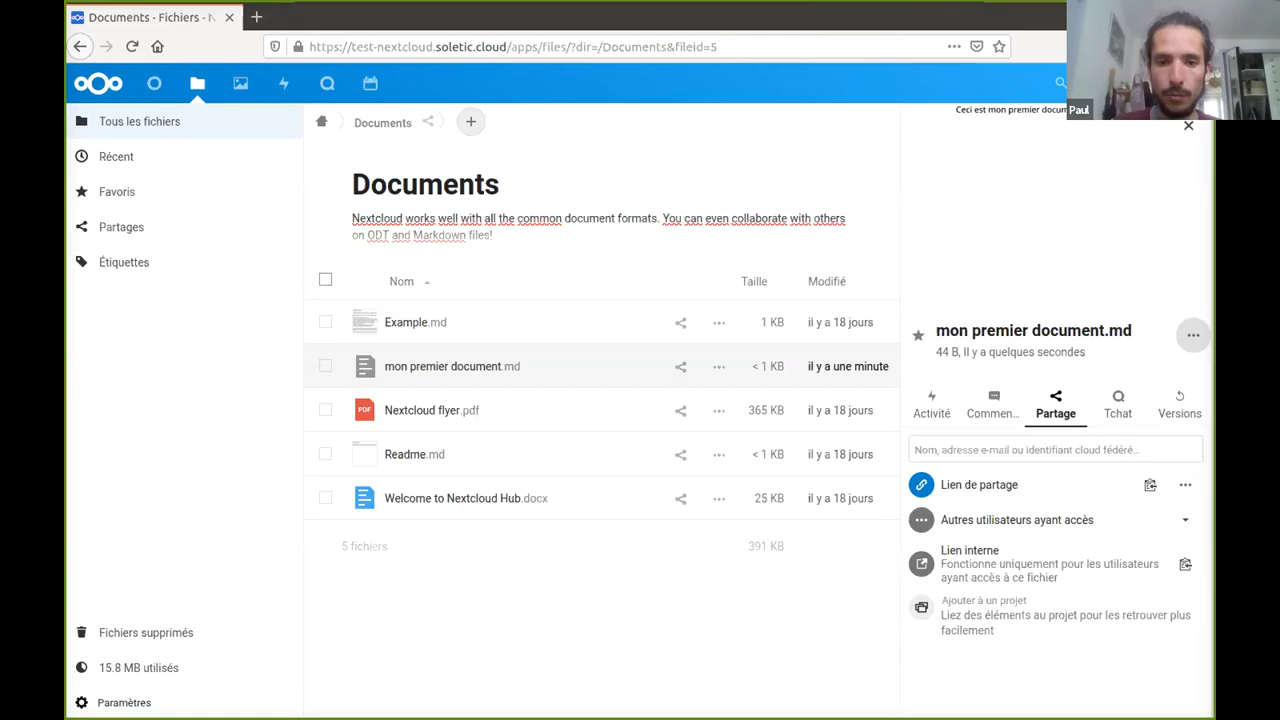 Documents - Fichiers - N
https://test-nextcloud.soletic.cloud/apps/files/?dir=/Documents&fileid=5
Paul
Tous les fichiers
Récent
Favoris
Partages
Étiquettes
Fichiers supprimés
15.8 MB utilisés
Paramètres
Documents
Documents
Nextcloud works well with all the common document formats. You can even collaborate with others
on ODT and Markdown files!
Nom Taille Modifié
Example.md 1 KB il y a 18 jours
mon premier document.md < 1 KB il y a une minute
Nextcloud flyer.pdf 365 KB il y a 18 jours
PDF
Readme.md < 1 KB il y a 18 jours
Welcome to Nextcloud Hub.docx 25 KB il y a 18 jours
5 fichiers 391 KB
Ceci est mon premier docum
mon premier document.md
44 B, Il y a quelques secondes
Activité Commen... Partage Tchat Versions
Nom, adresse e-mail ou identifiant cloud fédéré...
Lien de partage
Autres utilisateurs ayant accès
Lien interne
Fonctionne uniquement pour les utilisateurs
ayant accès à ce fichier
Ajouter à un projet
Liez des éléments au projet pour les retrouver plus
facilement